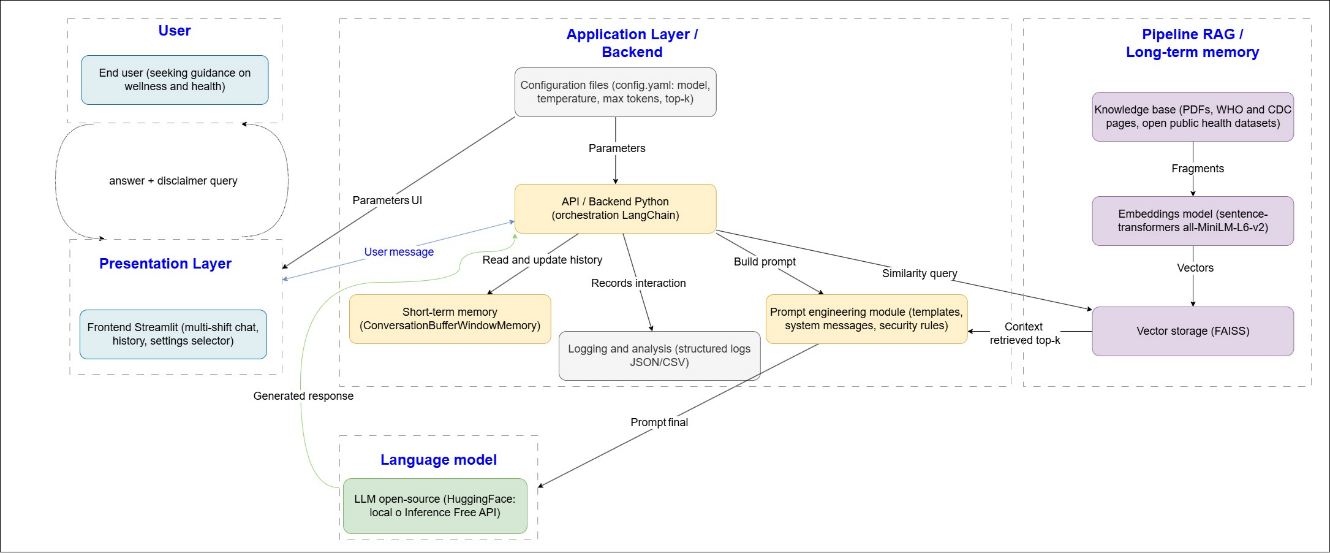 User
End user (seeking guidance on
wellness and health)
answer + disclaimer query
Presentation Layer
Frontend Streamlit (multi-shift chat,
history, settings selector)
Application Layer /
Backend
Configuration files (config.yaml: model,
temperature, max tokens, top-k)
Parameters
Parameters UI
API / Backend Python
(orchestration LangChain)
User message
Read and update history
Build prompt
Similarity query
Records interaction
Short-term memory
(ConversationBufferWindowMemory)
Logging and analysis (structured logs
JSON/CSV)
Prompt engineering module (templates,
system messages, security rules)
Context
retrieved top-k
Generated response
Prompt final
Language model
LLM open-source (HuggingFace:
local o Inference Free API)
Pipeline RAG /
Long-term memory
Knowledge base (PDFs, WHO and CDC
pages, open public health datasets)
Fragments
Embeddings model (sentence-
transformers all-MiniLM-L6-v2)
Vectors
Vector storage (FAISS)